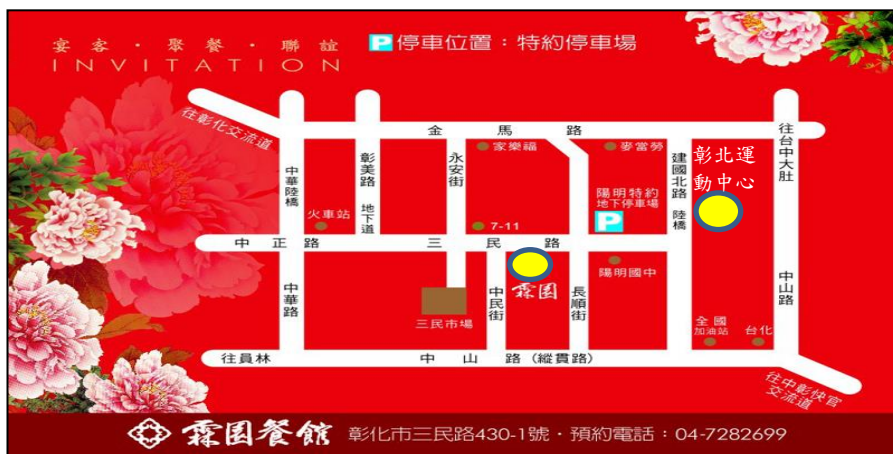 宴客・聚餐・聯誼
INVITATION
P停車位置：特約停車場
往彰化交流道
金馬路
往台中大肚
家樂福
麥當勞
彰北運
動中心
中華陸橋
彰美路
地下道
永安街
建國北路
陸橋
陽明特約
地下停車場
P
火車站
7-11
中正路
三民路
陽明國中
霖園
中華路
中民街
長順街
中山路
三民市場
全國
加油站
台化
往員林
中山路(縱貫路)
往中彰快官
交流道
霖園餐館
彰化市三民路430-1號・預約電話：04-7282699